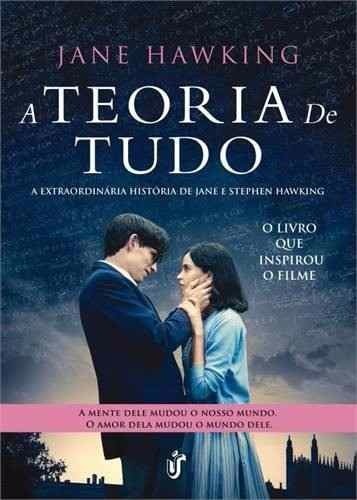 JANE HAWKING
A TEORIA De
TUDO
A EXTRAORDINÁRIA HISTÓRIA DE JANE E STEPHEN HAWKING
O LIVRO
QUE
INSPIROU
O FILME
A MENTE DELE MUDOU O NOSSO MUNDO.
O AMOR DELA MUDOU O MUNDO DELE.